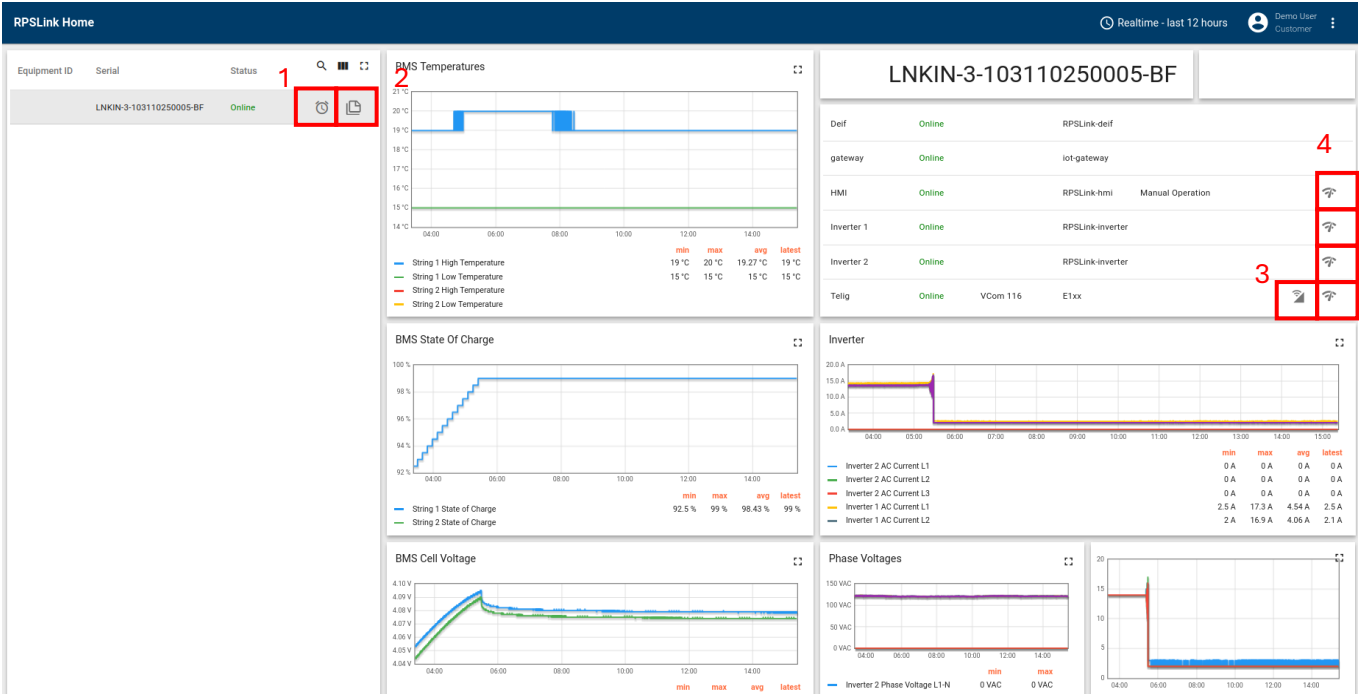 RPSLink Home
Realtime - last 12 hours
Demo User
Customer
Equipment ID Serial Status
1
LNKIN-3-103110250005-BF Online
2
BMS Temperatures
21 °C
20 °C
19 °C
18 °C
17 °C
16 °C
15 °C
14 °C
04:00 06:00 08:00 10:00 12:00 14:00
min max avg latest
String 1 High Temperature 19 °C 20 °C 19.27 °C 19 °C
String 1 Low Temperature 15 °C 15 °C 15 °C 15 °C
String 2 High Temperature
String 2 Low Temperature
LNKIN-3-103110250005-BF
Deif Online RPSLink-deif
4
gateway Online iot-gateway
HMI Online RPSLink-hmi Manual Operation
Inverter 1 Online RPSLink-inverter
Inverter 2 Online RPSLink-inverter
3
Telig Online VCom 116 E1xx
BMS State Of Charge
100 %
98 %
96 %
94 %
92 %
04:00 06:00 08:00 10:00 12:00 14:00
min max avg latest
String 1 State of Charge 92.5 % 99 % 98.43 % 99 %
String 2 State of Charge
Inverter
20.0 A
15.0 A
10.0 A
5.0 A
0.0 A
04:00 05:00 06:00 07:00 08:00 09:00 10:00 11:00 12:00 13:00 14:00 15:00
min max avg latest
Inverter 2 AC Current L1 0 A 0 A 0 A 0 A
Inverter 2 AC Current L2 0 A 0 A 0 A 0 A
Inverter 2 AC Current L3 0 A 0 A 0 A 0 A
Inverter 1 AC Current L1 2.5 A 17.3 A 4.54 A 2.5 A
Inverter 1 AC Current L2 2 A 16.9 A 4.06 A 2.1 A
BMS Cell Voltage
4.10 V
4.09 V
4.08 V
4.07 V
4.06 V
4.05 V
4.04 V
04:00 06:00 08:00 10:00 12:00 14:00
min max avg latest
Phase Voltages
150 VAC
100 VAC
50 VAC
0 VAC
04:00 06:00 08:00 10:00 12:00 14:00
min max
Inverter 2 Phase Voltage L1-N 0 VAC 0 VAC
20
15
10
5
0
04:00 06:00 08:00 10:00 12:00 14:00